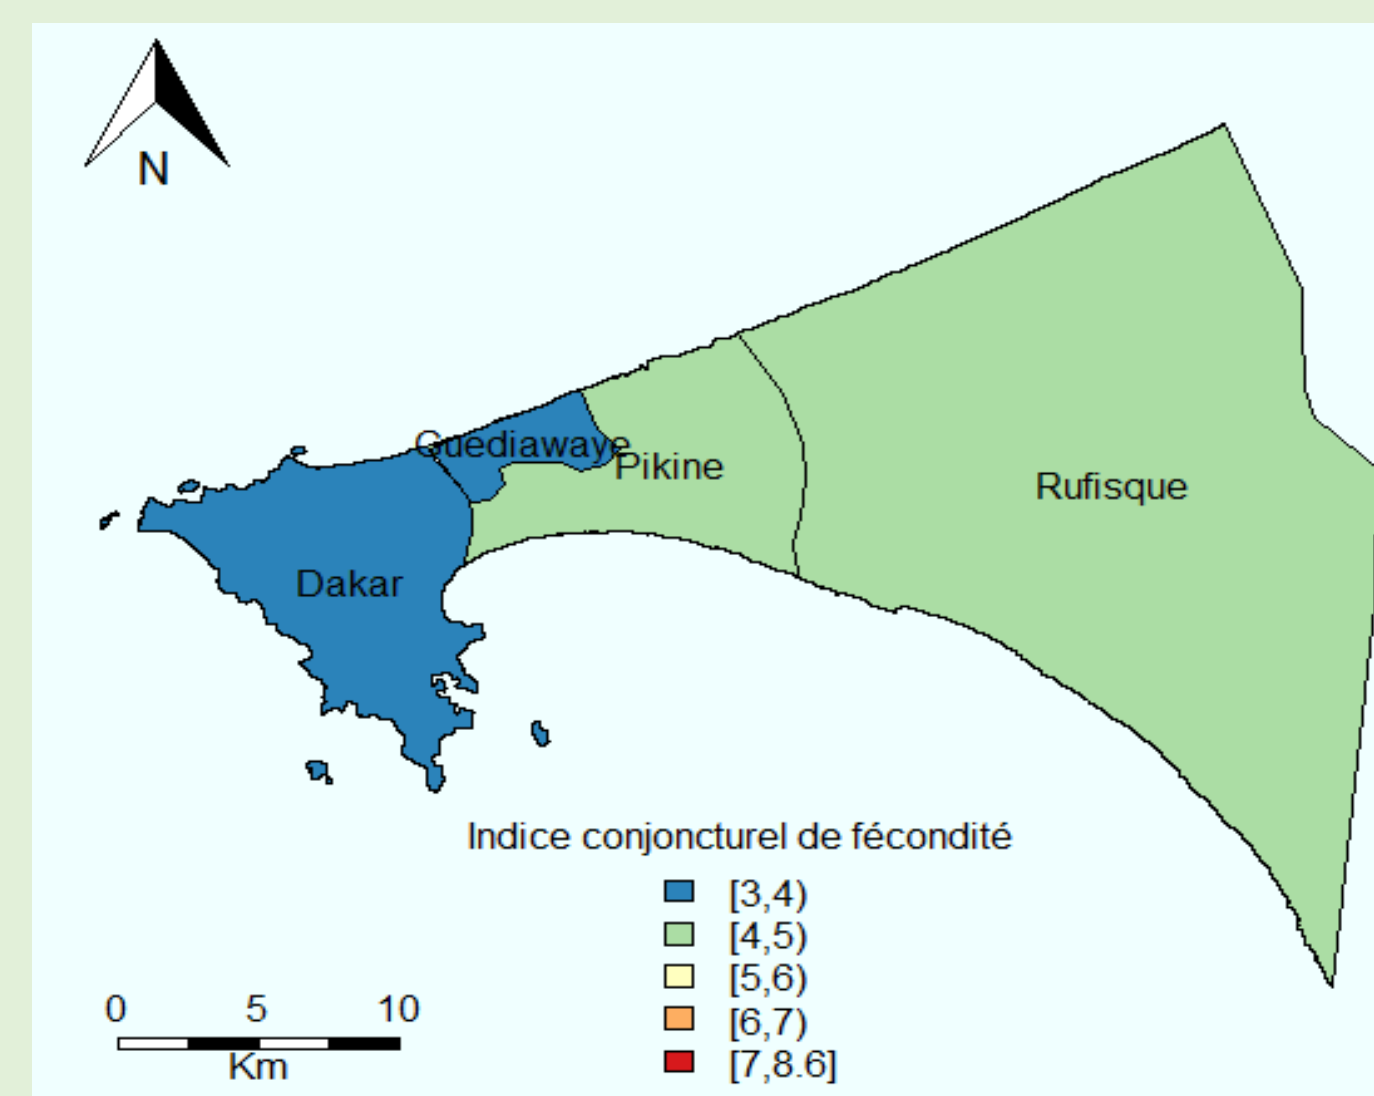 N
Guediawaye
Pikine
Rufisque
Dakar
Indice conjoncturel de fécondité
[3,4)
[4,5)
[5,6)
[6,7)
[7,8.6]
0 5 10
Km